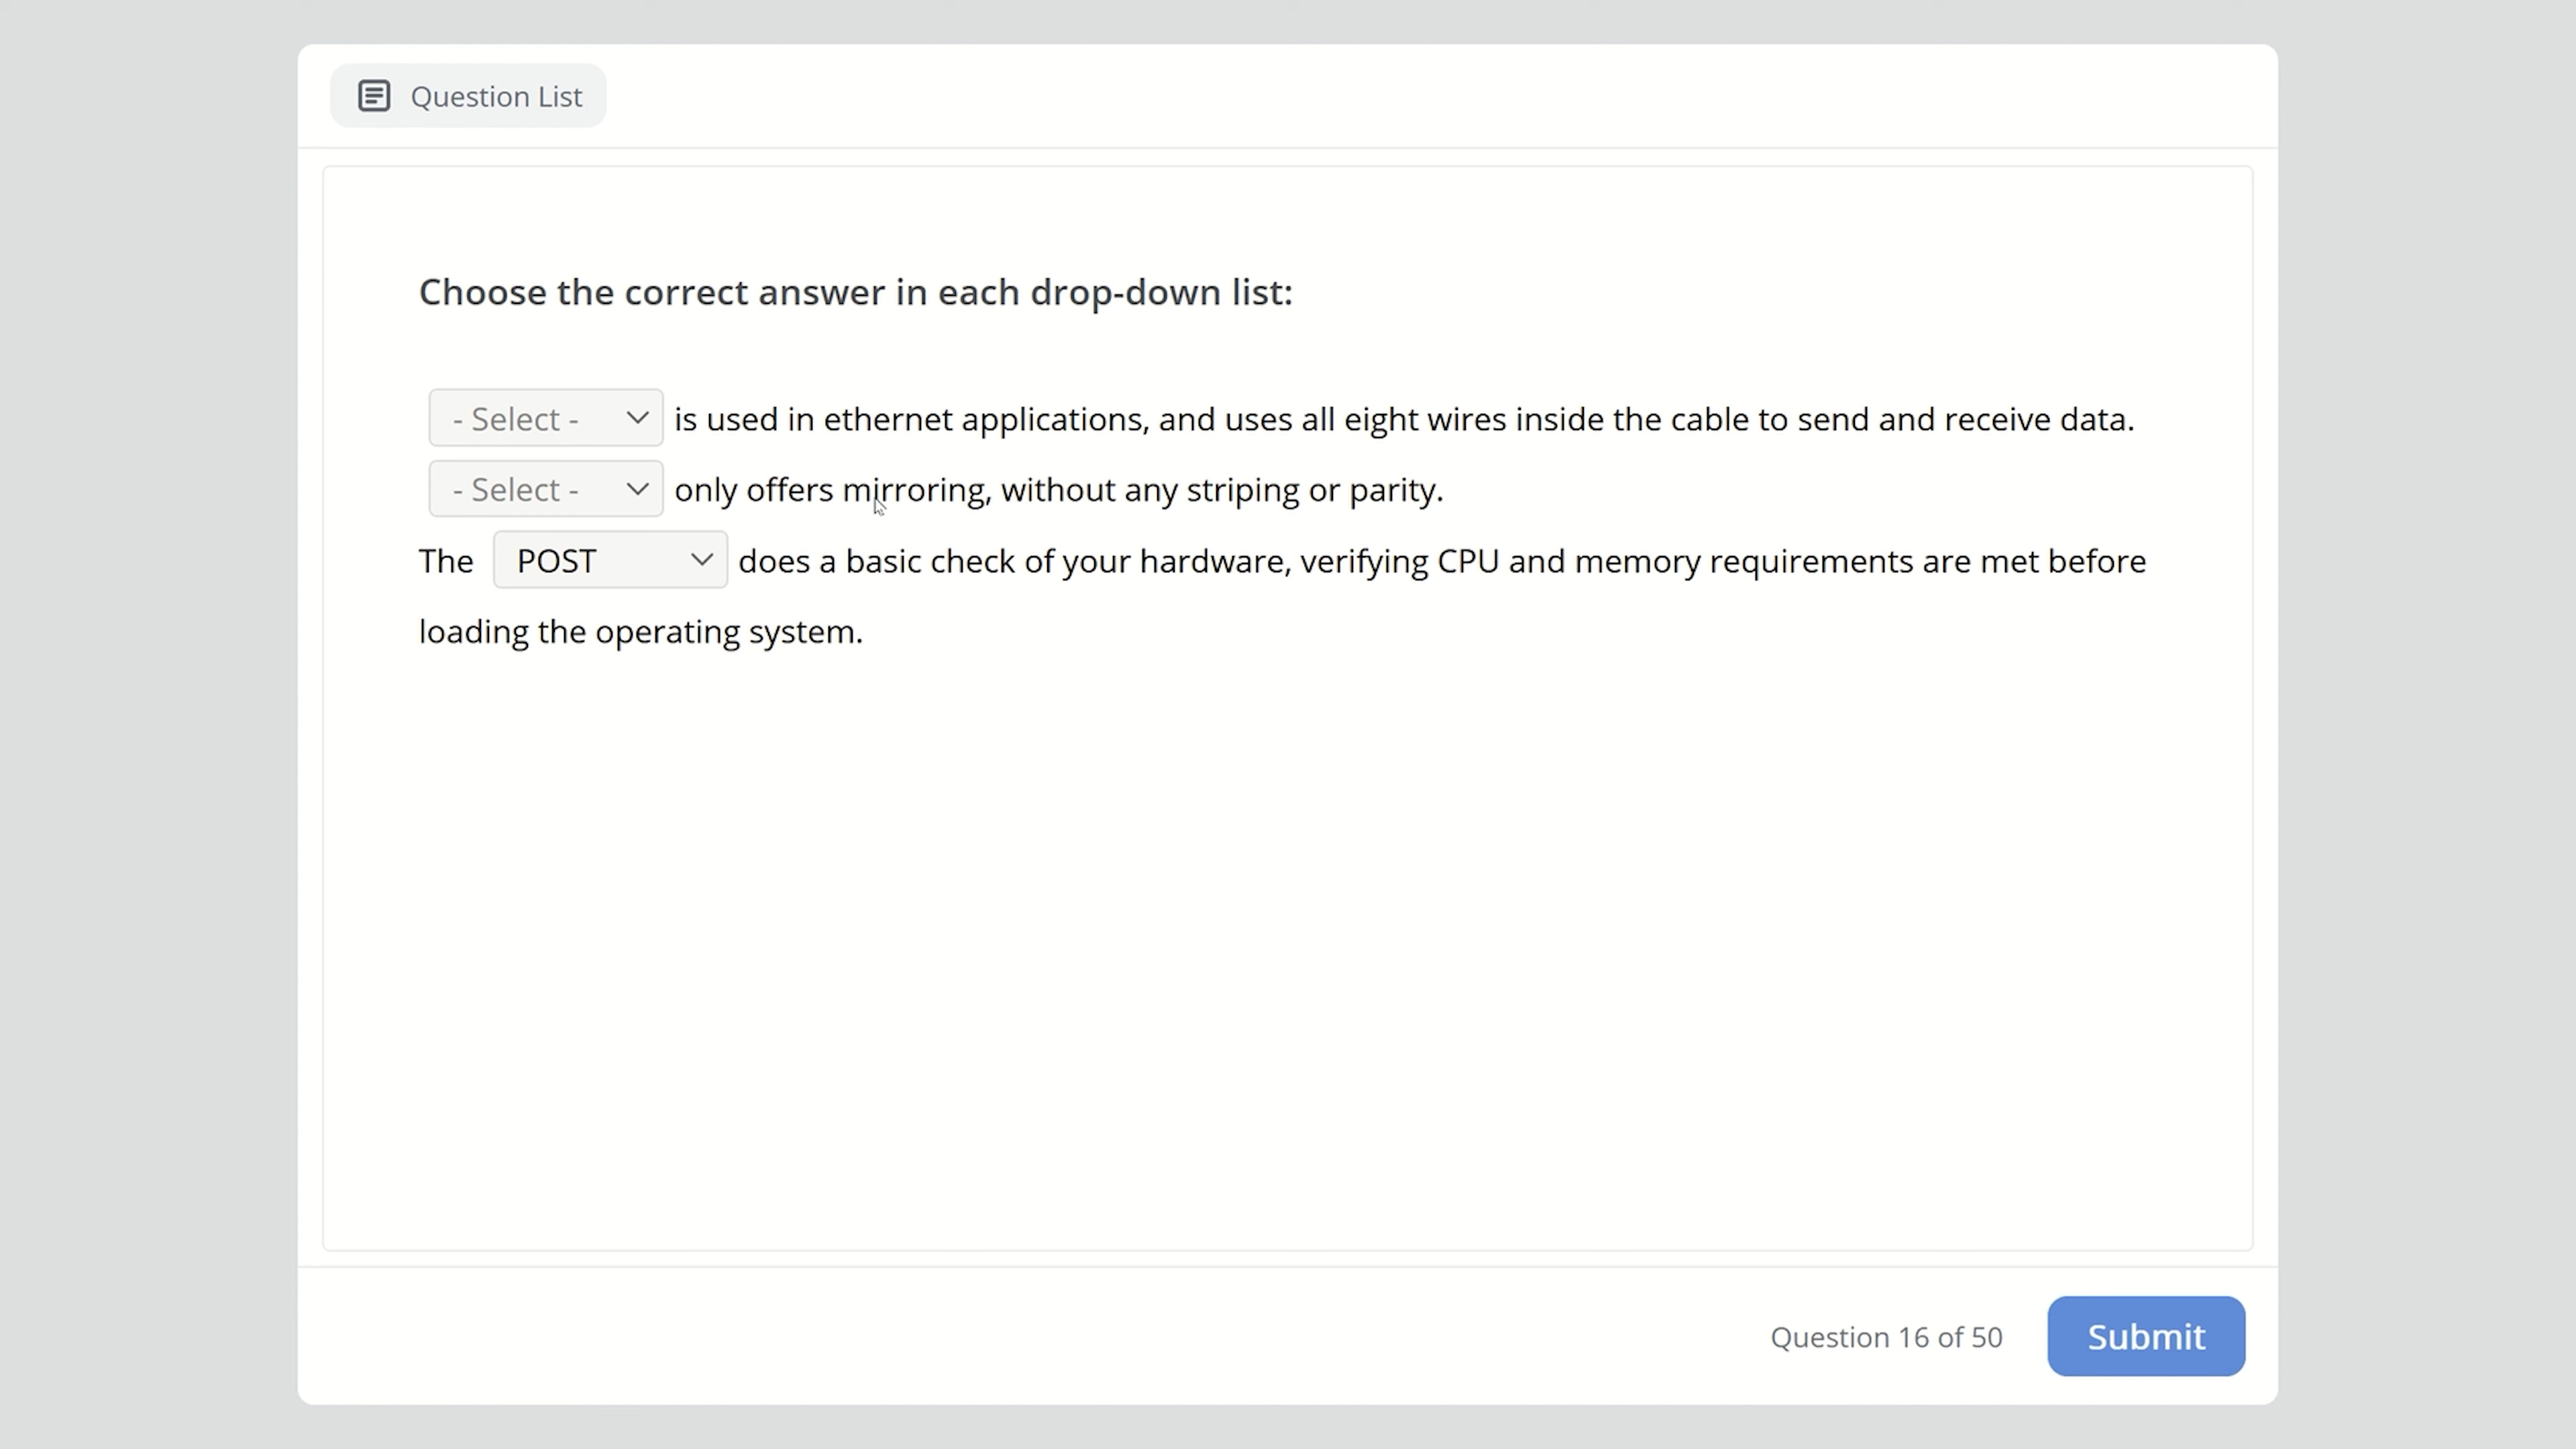 Question List
Choose the correct answer in each drop-down list:
- Select - is used in ethernet applications, and uses all eight wires inside the cable to send and receive data.
- Select - only offers mirroring, without any striping or parity.
The POST does a basic check of your hardware, verifying CPU and memory requirements are met before
loading the operating system.
Question 16 of 50 Submit